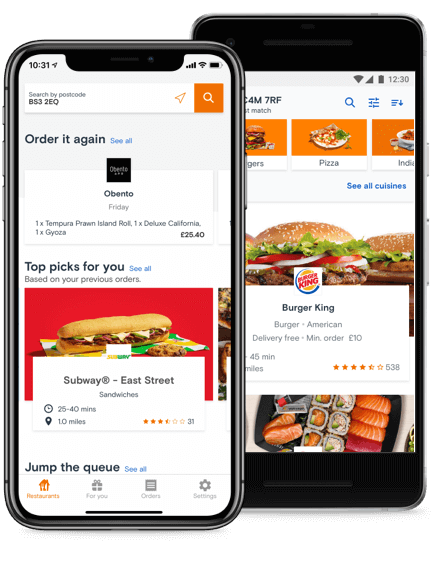 10:31
Search by postcode
BS3 2EQ
Order it again See all
Obento
Obento
Friday
1 x Tempura Prawn Island Roll, 1 x Deluxe California,
1 x Gyoza
£25.40
Top picks for you See all
Based on your previous orders.
SUBWAY
Subway® - East Street
Sandwiches
25-40 mins
1.0 miles
31
Jump the queue See all
Restaurants
For you
Orders
Settings
12:30
C4M 7RF
st match
gers
Pizza
India
See all cuisines
BURGER
KING
Burger King
Burger • American
Delivery free • Min. order £10
45 min
miles
538